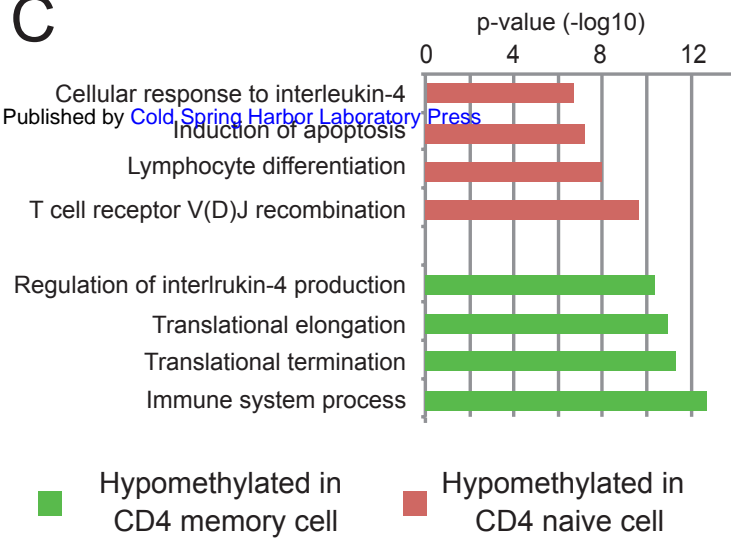 C
p-value (-log10)
0 4 8 12
Cellular response to interleukin-4
Published by Cold Spring Harbor Laboratory Press
Induction of apoptosis
Lymphocyte differentiation
T cell receptor V(D)J recombination
Regulation of interlrukin-4 production
Translational elongation
Translational termination
Immune system process
Hypomethylated in
CD4 memory cell
Hypomethylated in
CD4 naive cell